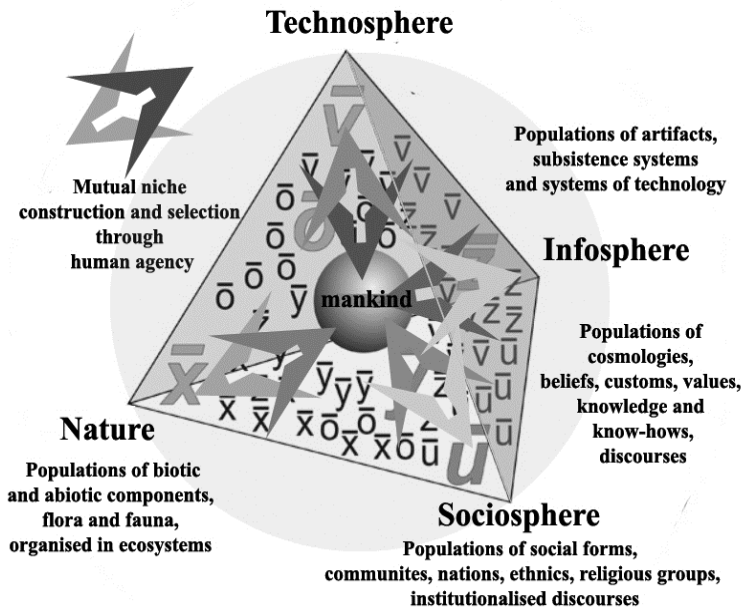 Technosphere
Mutual niche
construction and selection
through
human agency
Populations of artifacts,
subsistence systems
and systems of technology
Infosphere
mankind
Populations of
cosmologies,
beliefs, customs, values,
knowledge and
know-hows,
discourses
Nature
Populations of biotic
and abiotic components,
flora and fauna,
organised in ecosystems
Sociosphere
Populations of social forms,
communites, nations, ethnics, religious groups,
institutionalised discourses